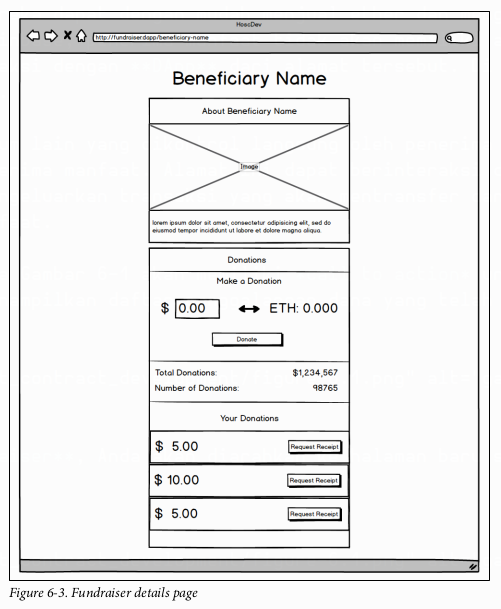 HoscDev
http://fundraiser.dapp/beneficiary-name
Beneficiary Name
About Beneficiary Name
Image
lorem ipsum dolor sit amet, consectetur adipisicing elit, sed do
eiusmod tempor incididunt ut labore et dolore magna aliqua.
Donations
Make a Donation
$ 0.00 ETH: 0.000
Donate
Total Donations: $1,234,567
Number of Donations: 98765
Your Donations
$ 5.00 Request Receipt
$ 10.00 Request Receipt
$ 5.00 Request Receipt
Figure 6-3. Fundraiser details page